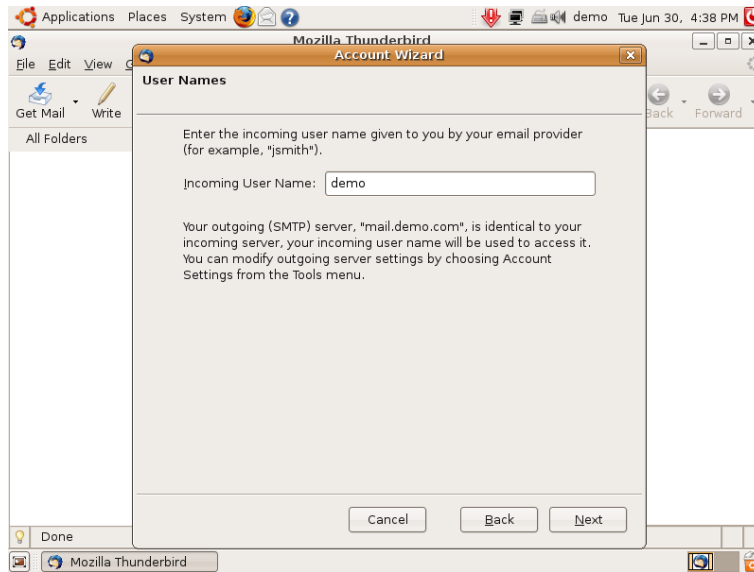 Applications Places System demo Tue Jun 30, 4:38 PM
Mozilla Thunderbird
Account Wizard
File Edit View G
User Names
Get Mail Write Back Forward
All Folders
Enter the incoming user name given to you by your email provider
(for example, "jsmith").
Incoming User Name: demo
Your outgoing (SMTP) server, "mail.demo.com", is identical to your
incoming server, your incoming user name will be used to access it.
You can modify outgoing server settings by choosing Account
Settings from the Tools menu.
Cancel Back Next
Done
Mozilla Thunderbird